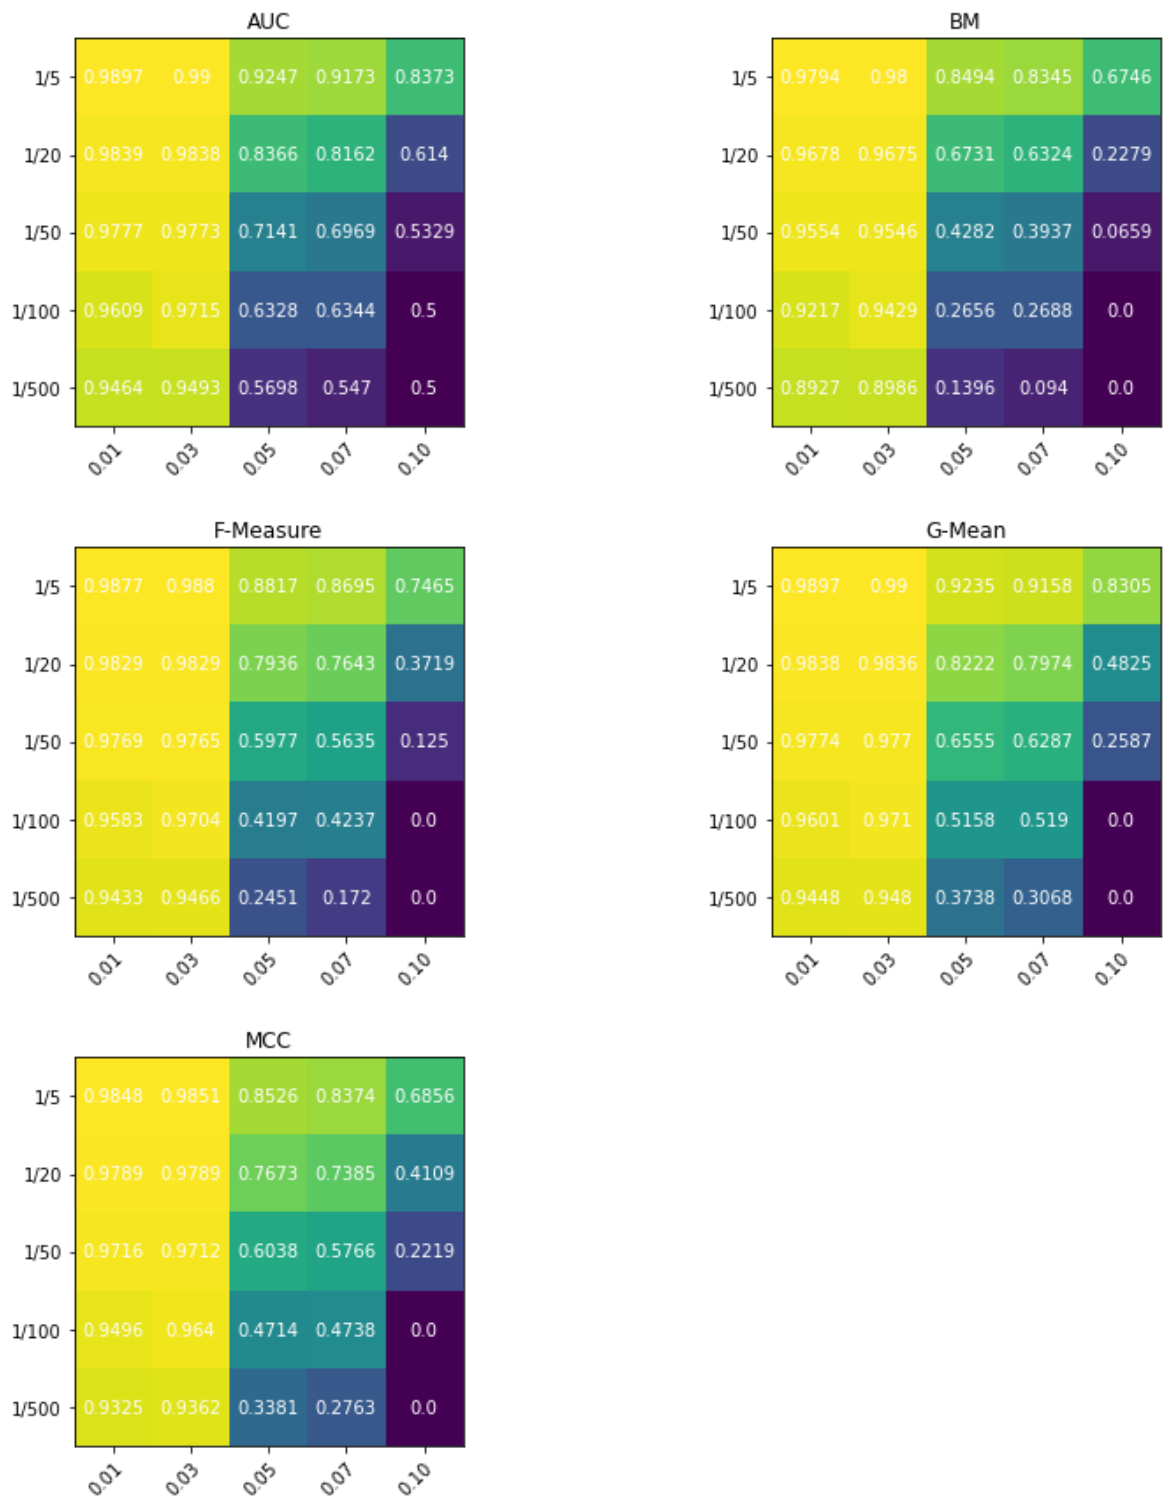 AUC
1/5 0.9897 0.99 0.9247 0.9173 0.8373
1/20 0.9839 0.9838 0.8366 0.8162 0.614
1/50 0.9777 0.9773 0.7141 0.6969 0.5329
1/100 0.9609 0.9715 0.6328 0.6344 0.5
1/500 0.9464 0.9493 0.5698 0.547 0.5
0.01 0.03 0.05 0.07 0.10
BM
1/5 0.9794 0.98 0.8494 0.8345 0.6746
1/20 0.9678 0.9675 0.6731 0.6324 0.2279
1/50 0.9554 0.9546 0.4282 0.3937 0.0659
1/100 0.9217 0.9429 0.2656 0.2688 0.0
1/500 0.8927 0.8986 0.1396 0.094 0.0
0.01 0.03 0.05 0.07 0.10
F-Measure
1/5 0.9877 0.988 0.8817 0.8695 0.7465
1/20 0.9829 0.9829 0.7936 0.7643 0.3719
1/50 0.9769 0.9765 0.5977 0.5635 0.125
1/100 0.9583 0.9704 0.4197 0.4237 0.0
1/500 0.9433 0.9466 0.2451 0.172 0.0
0.01 0.03 0.05 0.07 0.10
G-Mean
1/5 0.9897 0.99 0.9235 0.9158 0.8305
1/20 0.9838 0.9836 0.8222 0.7974 0.4825
1/50 0.9774 0.977 0.6555 0.6287 0.2587
1/100 0.9601 0.971 0.5158 0.519 0.0
1/500 0.9448 0.948 0.3738 0.3068 0.0
0.01 0.03 0.05 0.07 0.10
MCC
1/5 0.9848 0.9851 0.8526 0.8374 0.6856
1/20 0.9789 0.9789 0.7673 0.7385 0.4109
1/50 0.9716 0.9712 0.6038 0.5766 0.2219
1/100 0.9496 0.964 0.4714 0.4738 0.0
1/500 0.9325 0.9362 0.3381 0.2763 0.0
0.01 0.03 0.05 0.07 0.10